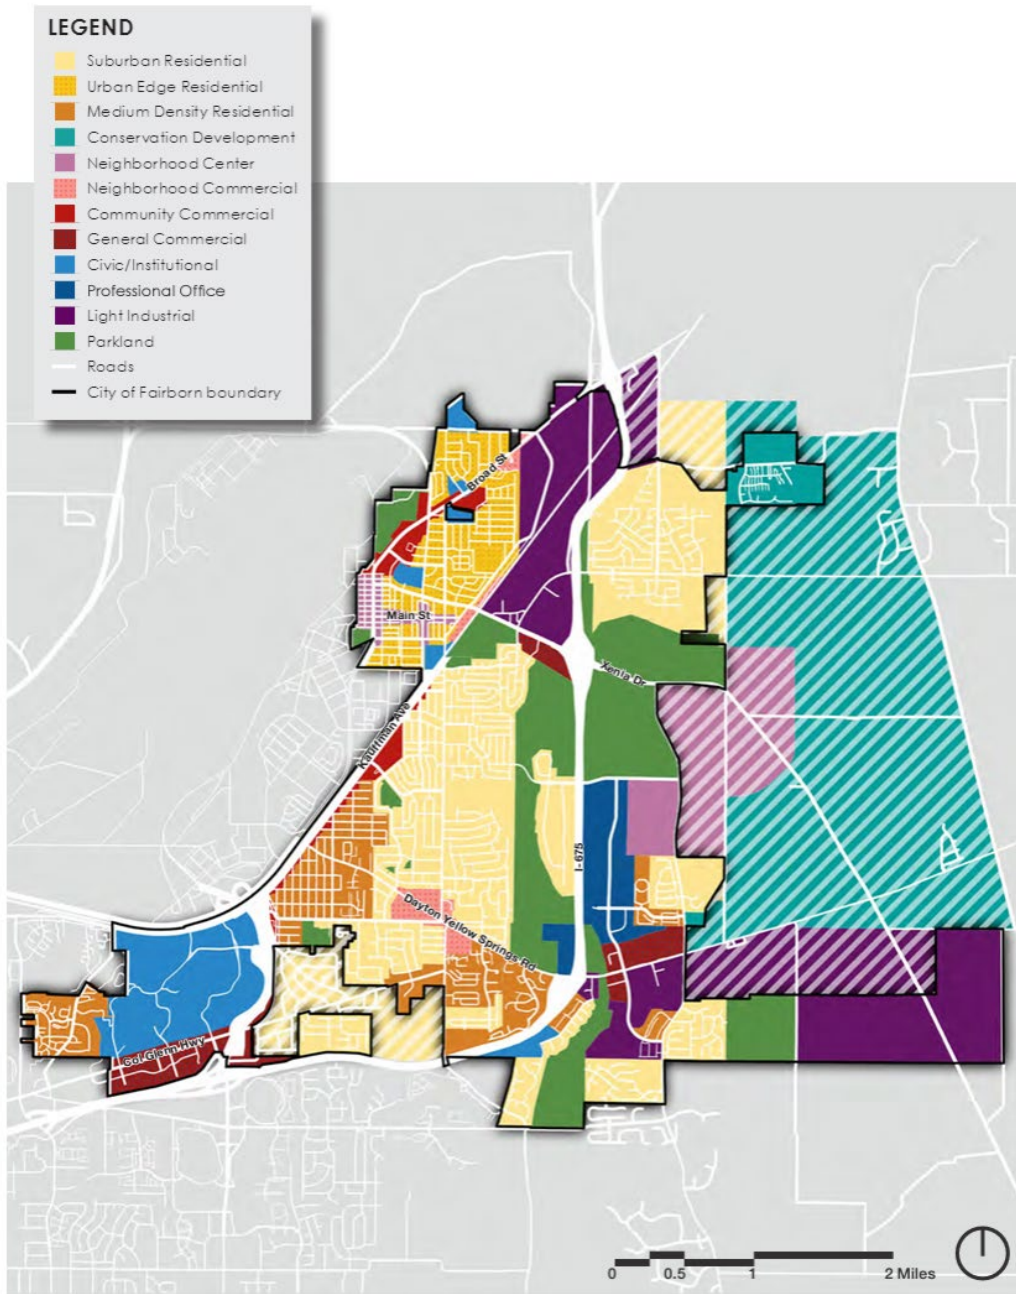 LEGEND
Suburban Residential
Urban Edge Residential
Medium Density Residential
Conservation Development
Neighborhood Center
Neighborhood Commercial
Community Commercial
General Commercial
Civic/Institutional
Professional Office
Light Industrial
Parkland
Roads
City of Fairborn boundary
Broad St
Main St
Xenia Dr
Kauffman Ave
I-675
Dayton Yellow Springs Rd
Col Glenn Hwy
0 0.5 1 2 Miles